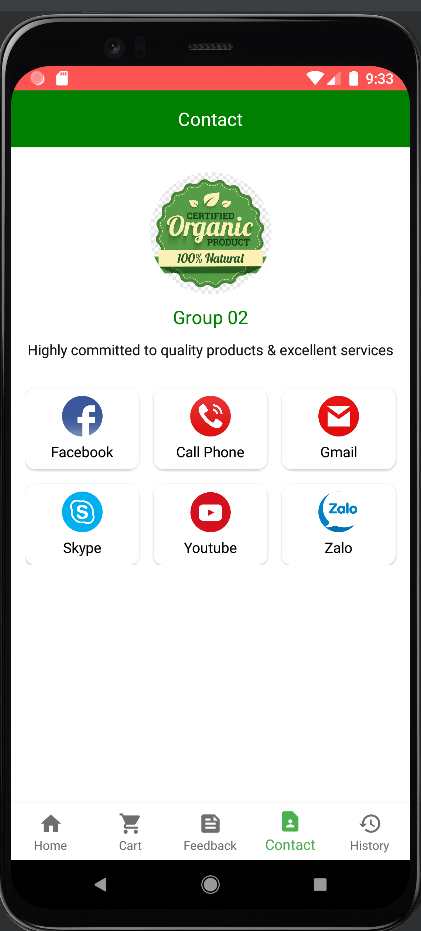 9:33
Contact
CERTIFIED
Organic
PRODUCT
100% Natural
Group 02
Highly committed to quality products & excellent services
Facebook
Call Phone
Gmail
Zalo
Skype
Youtube
Zalo
Home
Cart
Feedback
Contact
History